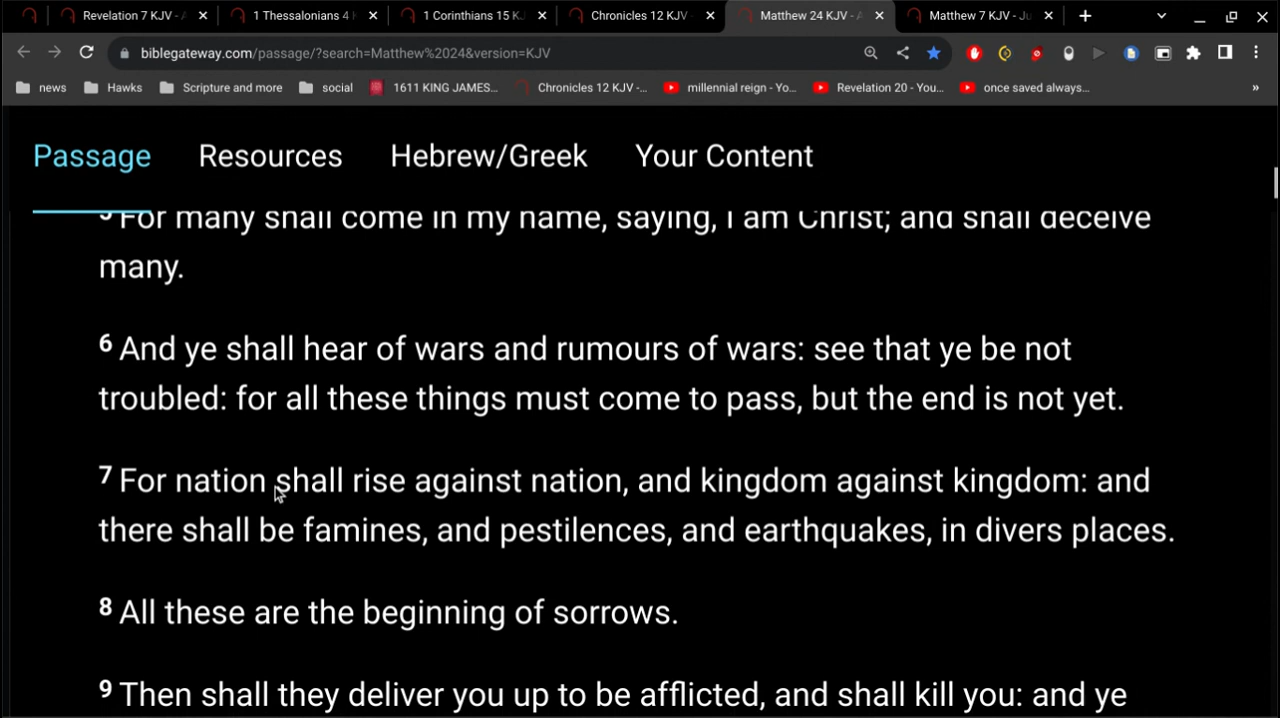 Revelation 7 KJV - A
1 Thessalonians 4
1 Corinthians 15 KJ
Chronicles 12 KJV -
Matthew 24 KJV - A
Matthew 7 KJV - Ju
biblegateway.com/passage/?search=Matthew%2024&version=KJV
news
Hawks
Scripture and more
social
1611 KING JAMES...
Chronicles 12 KJV -...
millennial reign - Yo...
Revelation 20 - You...
once saved always...
»
Passage Resources Hebrew/Greek Your Content
5 For many shall come in my name, saying, I am Christ; and shall deceive
many.
6 And ye shall hear of wars and rumours of wars: see that ye be not
troubled: for all these things must come to pass, but the end is not yet.
7 For nation shall rise against nation, and kingdom against kingdom: and
there shall be famines, and pestilences, and earthquakes, in divers places.
8 All these are the beginning of sorrows.
9 Then shall they deliver you up to be afflicted, and shall kill you: and ye